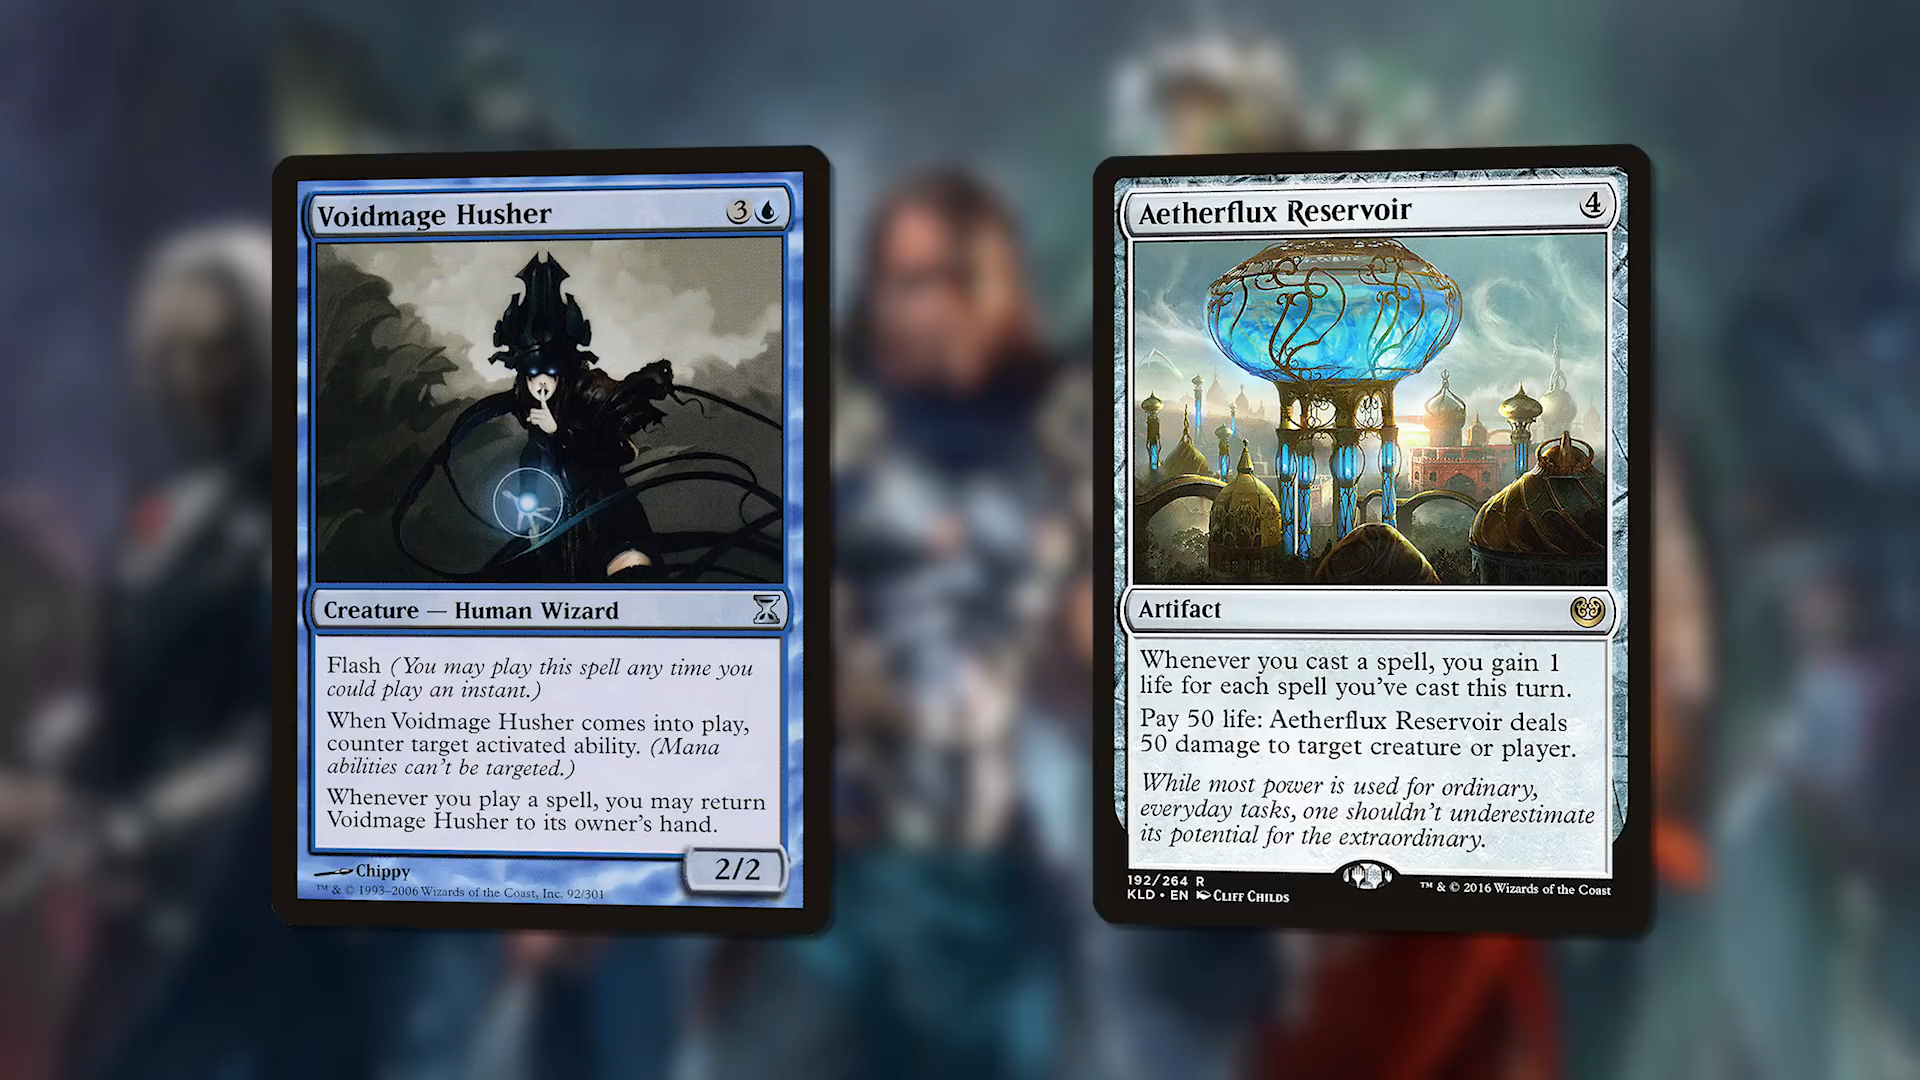 Voidmage Husher
3
Creature — Human Wizard
Flash (You may play this spell any time you
could play an instant.)
When Voidmage Husher comes into play,
counter target activated ability. (Mana
abilities can't be targeted.)
Whenever you play a spell, you may return
Voidmage Husher to its owner's hand.
2/2
Chippy
™ & © 1993–2006 Wizards of the Coast, Inc. 92/301
Aetherflux Reservoir
4
Artifact
Whenever you cast a spell, you gain 1
life for each spell you've cast this turn.
Pay 50 life: Aetherflux Reservoir deals
50 damage to target creature or player.
While most power is used for ordinary,
everyday tasks, one shouldn't underestimate
its potential for the extraordinary.
192/264 R
KLD • EN Cliff Childs
™ & © 2016 Wizards of the Coast